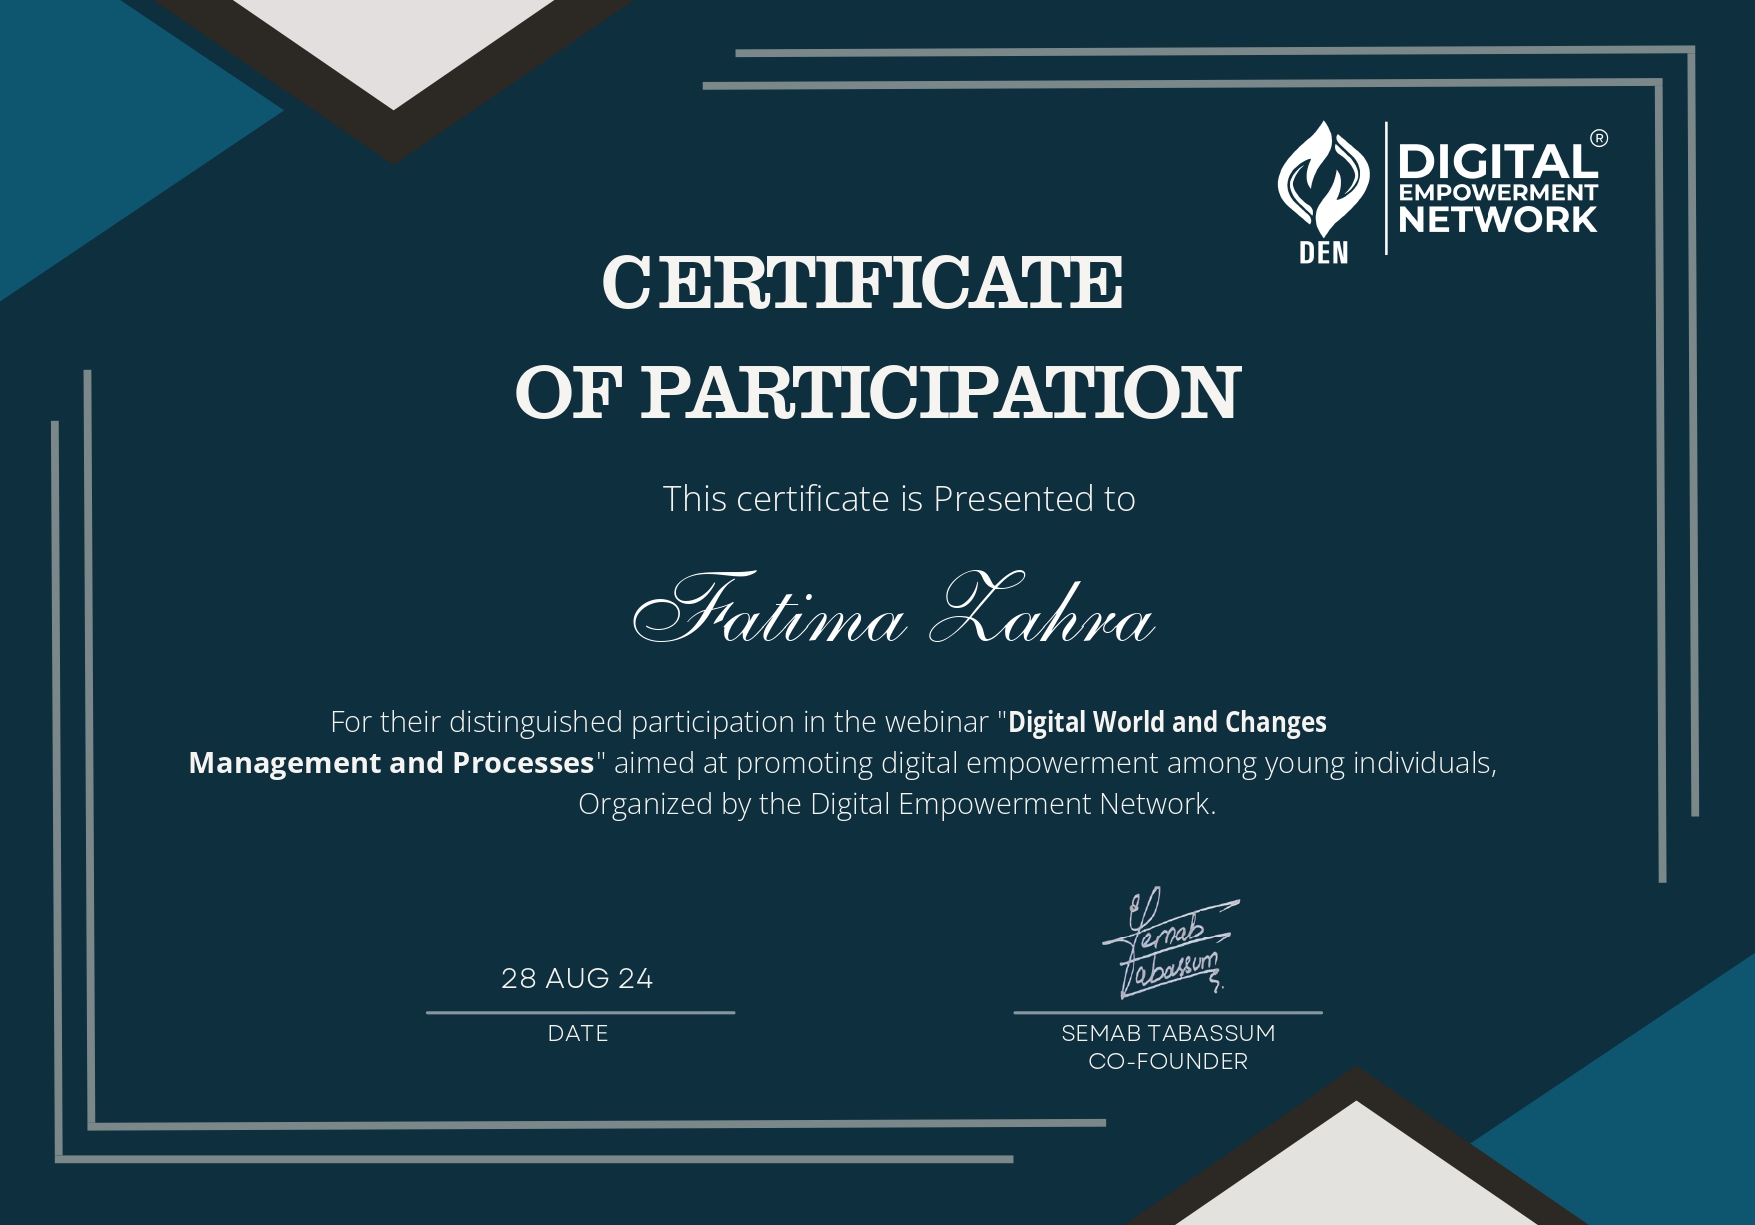 DIGITAL®
EMPOWERMENT
NETWORK
DEN
CERTIFICATE
OF PARTICIPATION
This certificate is Presented to
Fatima Zahra
For their distinguished participation in the webinar "Digital World and Changes
Management and Processes" aimed at promoting digital empowerment among young individuals,
Organized by the Digital Empowerment Network.
Semab
Tabassum
28 AUG 24
DATE
SEMAB TABASSUM
CO-FOUNDER